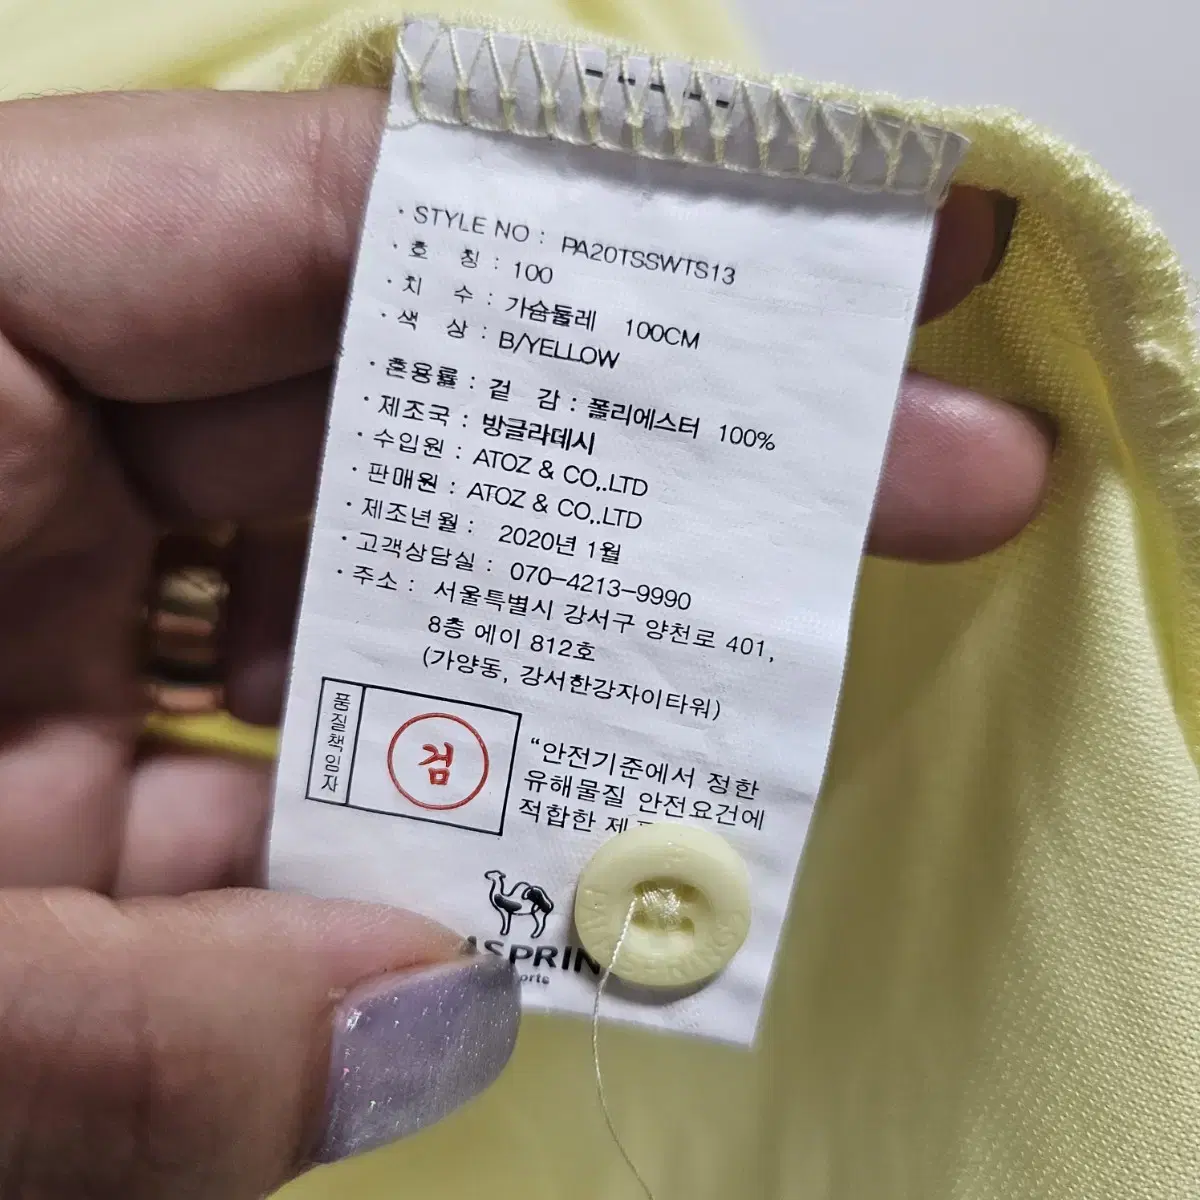 · STYLE NO : PA20TSSWTS13
· 호 칭 : 100
· 치 수 : 가슴둘레 100CM
· 색 상 : B/YELLOW
· 혼용률 : 겉 감 : 폴리에스터 100%
· 제조국 : 방글라데시
· 수입원 : ATOZ & CO,.LTD
· 판매원 : ATOZ & CO,.LTD
· 제조년월 : 2020년 1월
· 고객상담실 : 070-4213-9990
· 주소 : 서울특별시 강서구 양천로 401,
8층 에이 812호
(가양동, 강서한강자이타워)
품질책임자
검
“안전기준에서 정한
유해물질 안전요건에
적합한